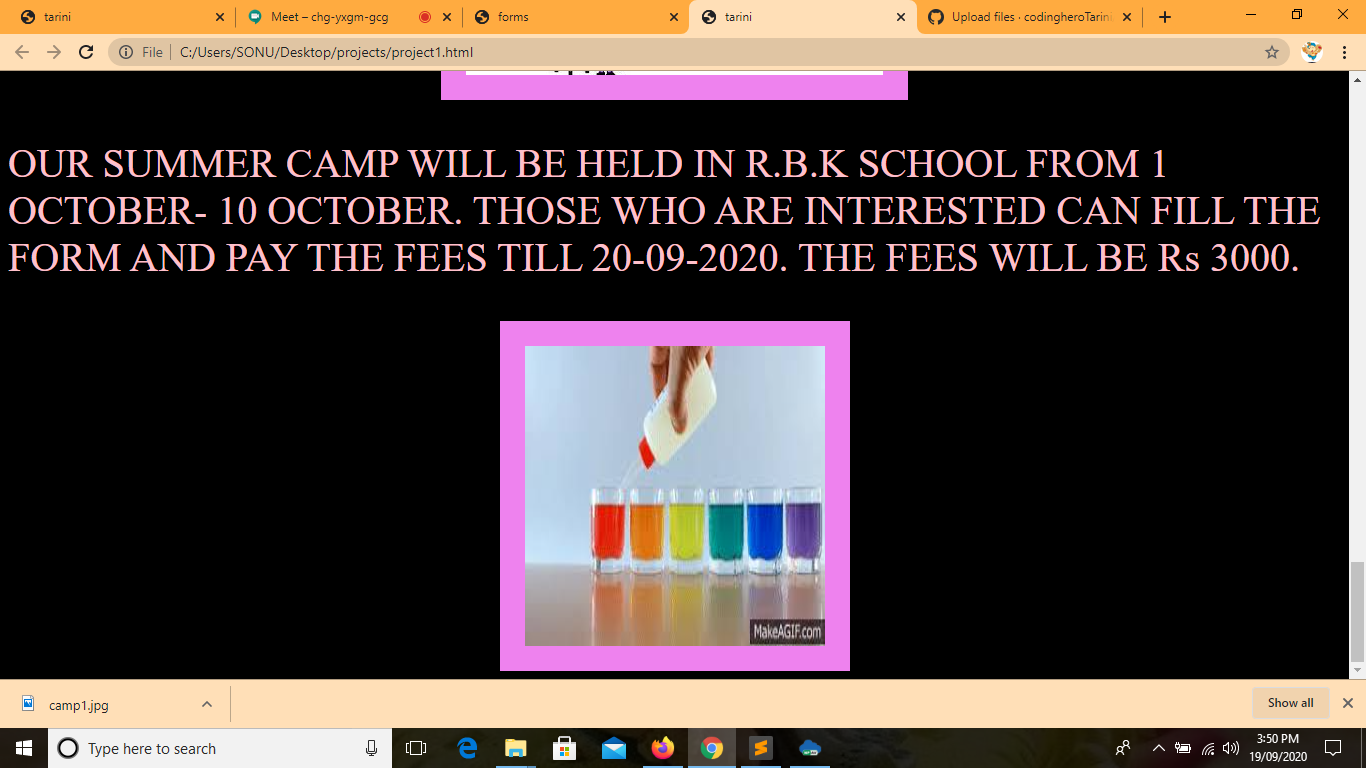 tarini
Meet – chg-yxgm-gcg
forms
tarini
Upload files · codingheroTarini
File
C:/Users/SONU/Desktop/projects/project1.html
OUR SUMMER CAMP WILL BE HELD IN R.B.K SCHOOL FROM 1
OCTOBER- 10 OCTOBER. THOSE WHO ARE INTERESTED CAN FILL THE
FORM AND PAY THE FEES TILL 20-09-2020. THE FEES WILL BE Rs 3000.
MakeAGIF.com
camp1.jpg
Show all
Type here to search
3:50 PM
19/09/2020